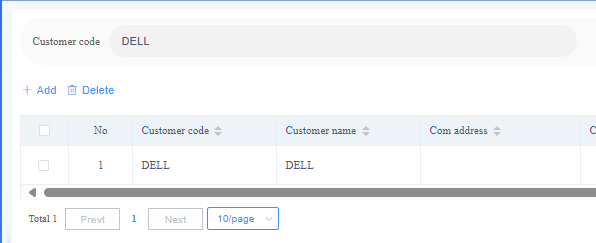 Customer code DELL
Add Delete
No Customer code Customer name Com address C
1 DELL DELL
Total 1 Prevt 1 Next 10/page